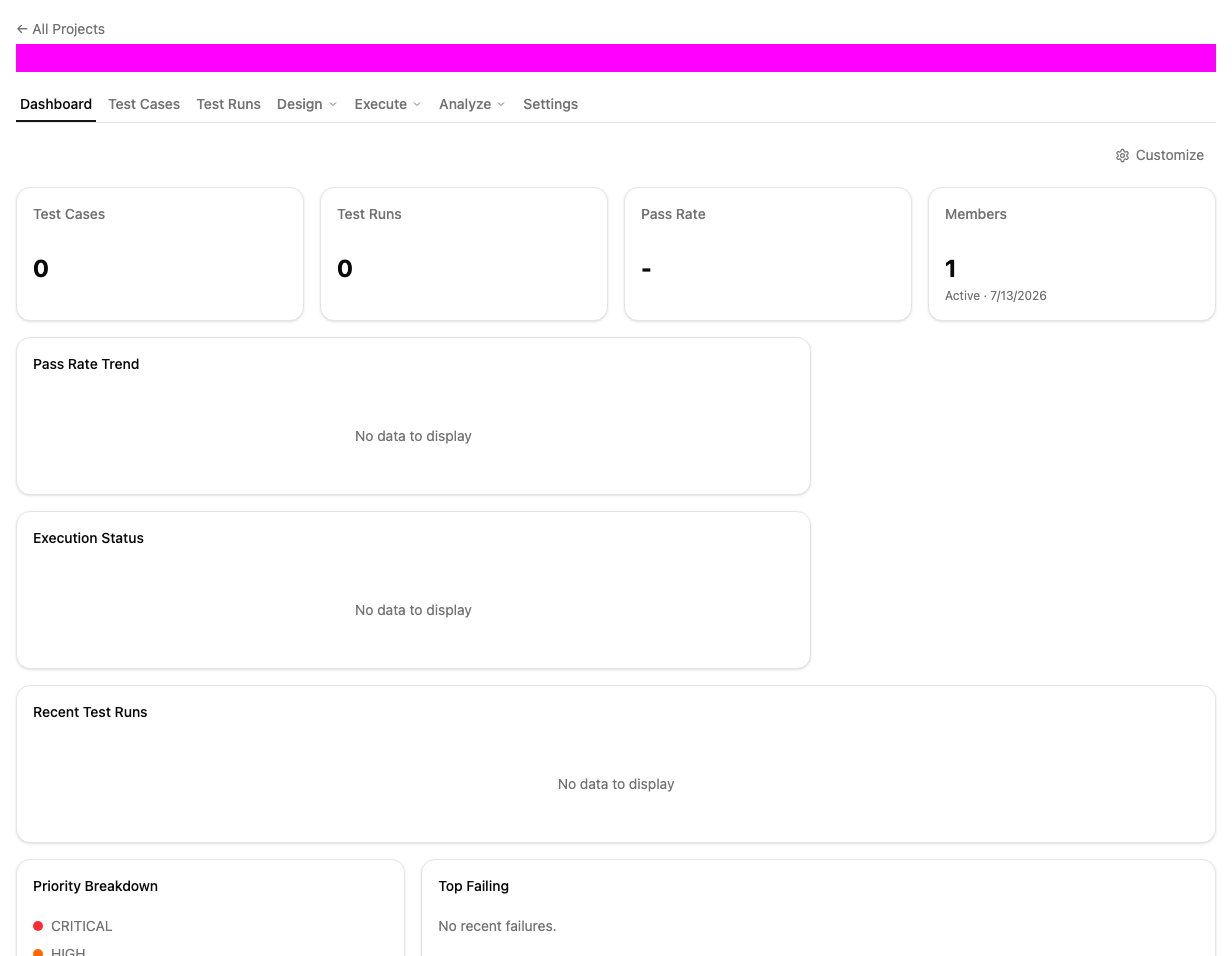 ← All Projects
Dashboard Test Cases Test Runs Design Execute Analyze Settings
Customize
Test Cases
0
Test Runs
0
Pass Rate
-
Members
1
Active · 7/13/2026
Pass Rate Trend
No data to display
Execution Status
No data to display
Recent Test Runs
No data to display
Priority Breakdown
CRITICAL
HIGH
Top Failing
No recent failures.